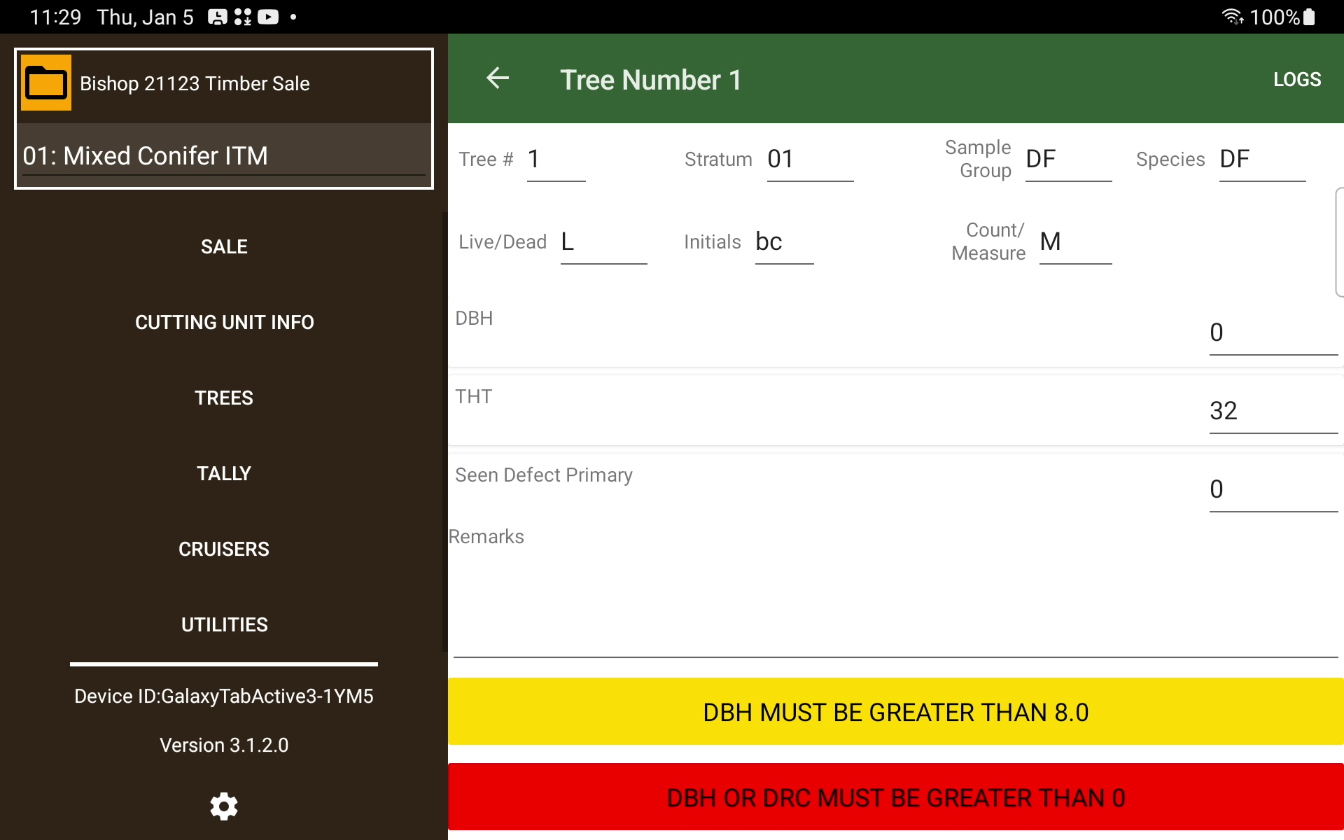 11:29 Thu, Jan 5
100%
Bishop 21123 Timber Sale
01: Mixed Conifer ITM
SALE
CUTTING UNIT INFO
TREES
TALLY
CRUISERS
UTILITIES
Device ID:GalaxyTabActive3-1YM5
Version 3.1.2.0
Tree Number 1
LOGS
Tree # 1 Stratum 01 Sample Group DF Species DF
Live/Dead L Initials bc Count/ Measure M
DBH 0
THT 32
Seen Defect Primary 0
Remarks
DBH MUST BE GREATER THAN 8.0
DBH OR DRC MUST BE GREATER THAN 0